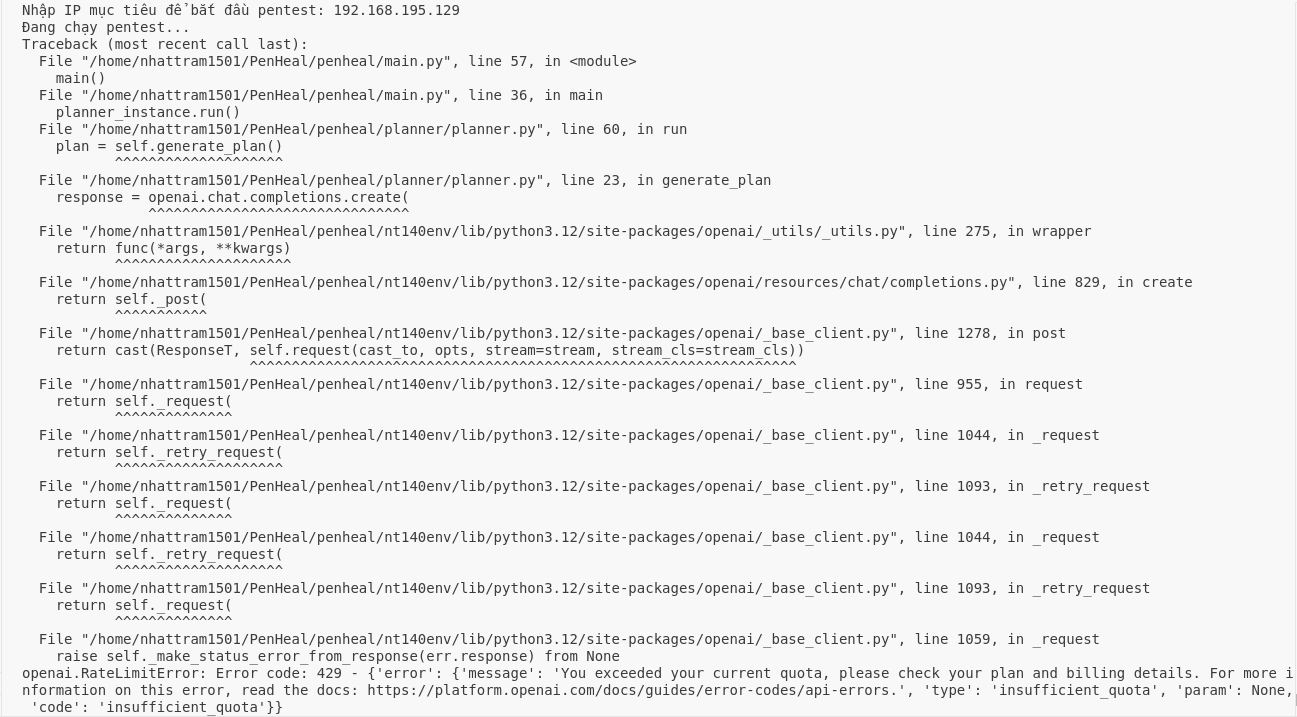 Nhập IP mục tiêu để bắt đầu pentest: 192.168.195.129
Đang chạy pentest...
Traceback (most recent call last):
  File "/home/nhattram1501/PenHeal/penheal/main.py", line 57, in <module>
    main()
  File "/home/nhattram1501/PenHeal/penheal/main.py", line 36, in main
    planner_instance.run()
  File "/home/nhattram1501/PenHeal/penheal/planner/planner.py", line 60, in run
    plan = self.generate_plan()
           ^^^^^^^^^^^^^^^^^^^^
  File "/home/nhattram1501/PenHeal/penheal/planner/planner.py", line 23, in generate_plan
    response = openai.chat.completions.create(
               ^^^^^^^^^^^^^^^^^^^^^^^^^^^^^^^
  File "/home/nhattram1501/PenHeal/penheal/nt140env/lib/python3.12/site-packages/openai/_utils/_utils.py", line 275, in wrapper
    return func(*args, **kwargs)
           ^^^^^^^^^^^^^^^^^^^^^
  File "/home/nhattram1501/PenHeal/penheal/nt140env/lib/python3.12/site-packages/openai/resources/chat/completions.py", line 829, in create
    return self._post(
           ^^^^^^^^^^^
  File "/home/nhattram1501/PenHeal/penheal/nt140env/lib/python3.12/site-packages/openai/_base_client.py", line 1278, in post
    return cast(ResponseT, self.request(cast_to, opts, stream=stream, stream_cls=stream_cls))
                           ^^^^^^^^^^^^^^^^^^^^^^^^^^^^^^^^^^^^^^^^^^^^^^^^^^^^^^^^^^^^^^^^^
  File "/home/nhattram1501/PenHeal/penheal/nt140env/lib/python3.12/site-packages/openai/_base_client.py", line 955, in request
    return self._request(
           ^^^^^^^^^^^^^^
  File "/home/nhattram1501/PenHeal/penheal/nt140env/lib/python3.12/site-packages/openai/_base_client.py", line 1044, in _request
    return self._retry_request(
           ^^^^^^^^^^^^^^^^^^^^
  File "/home/nhattram1501/PenHeal/penheal/nt140env/lib/python3.12/site-packages/openai/_base_client.py", line 1093, in _retry_request
    return self._request(
           ^^^^^^^^^^^^^^
  File "/home/nhattram1501/PenHeal/penheal/nt140env/lib/python3.12/site-packages/openai/_base_client.py", line 1044, in _request
    return self._retry_request(
           ^^^^^^^^^^^^^^^^^^^^
  File "/home/nhattram1501/PenHeal/penheal/nt140env/lib/python3.12/site-packages/openai/_base_client.py", line 1093, in _retry_request
    return self._request(
           ^^^^^^^^^^^^^^
  File "/home/nhattram1501/PenHeal/penheal/nt140env/lib/python3.12/site-packages/openai/_base_client.py", line 1059, in _request
    raise self._make_status_error_from_response(err.response) from None
openai.RateLimitError: Error code: 429 - {'error': {'message': 'You exceeded your current quota, please check your plan and billing details. For more i
nformation on this error, read the docs: https://platform.openai.com/docs/guides/error-codes/api-errors.', 'type': 'insufficient_quota', 'param': None,
 'code': 'insufficient_quota'}}